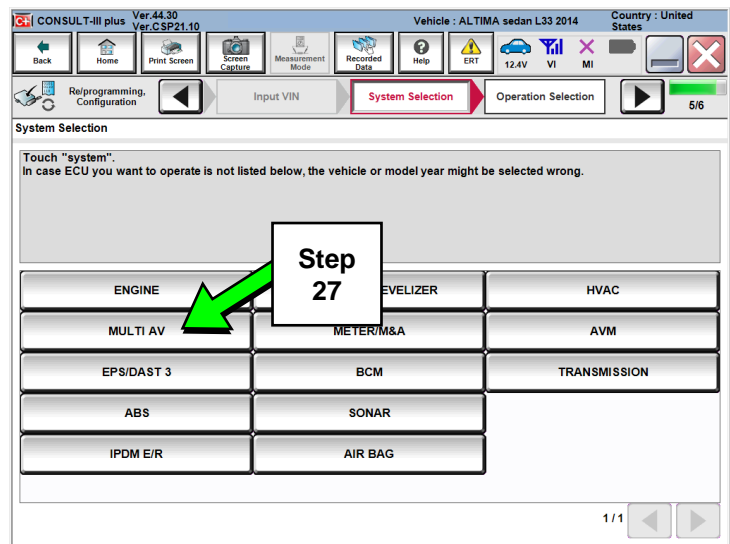 C+ CONSULT-III plus Ver.44.30 Ver.CSP21.10 Vehicle : ALTIMA sedan L33 2014 Country : United States
Back Home Print Screen Screen Capture Measurement Mode Recorded Data Help ERT 12.4V VI MI
Re/programming, Configuration Input VIN System Selection Operation Selection 5/6
System Selection
Touch "system".
In case ECU you want to operate is not listed below, the vehicle or model year might be selected wrong.
Step
27
ENGINE EVELIZER HVAC
MULTI AV METER/M&A AVM
EPS/DAST 3 BCM TRANSMISSION
ABS SONAR
IPDM E/R AIR BAG
1/1